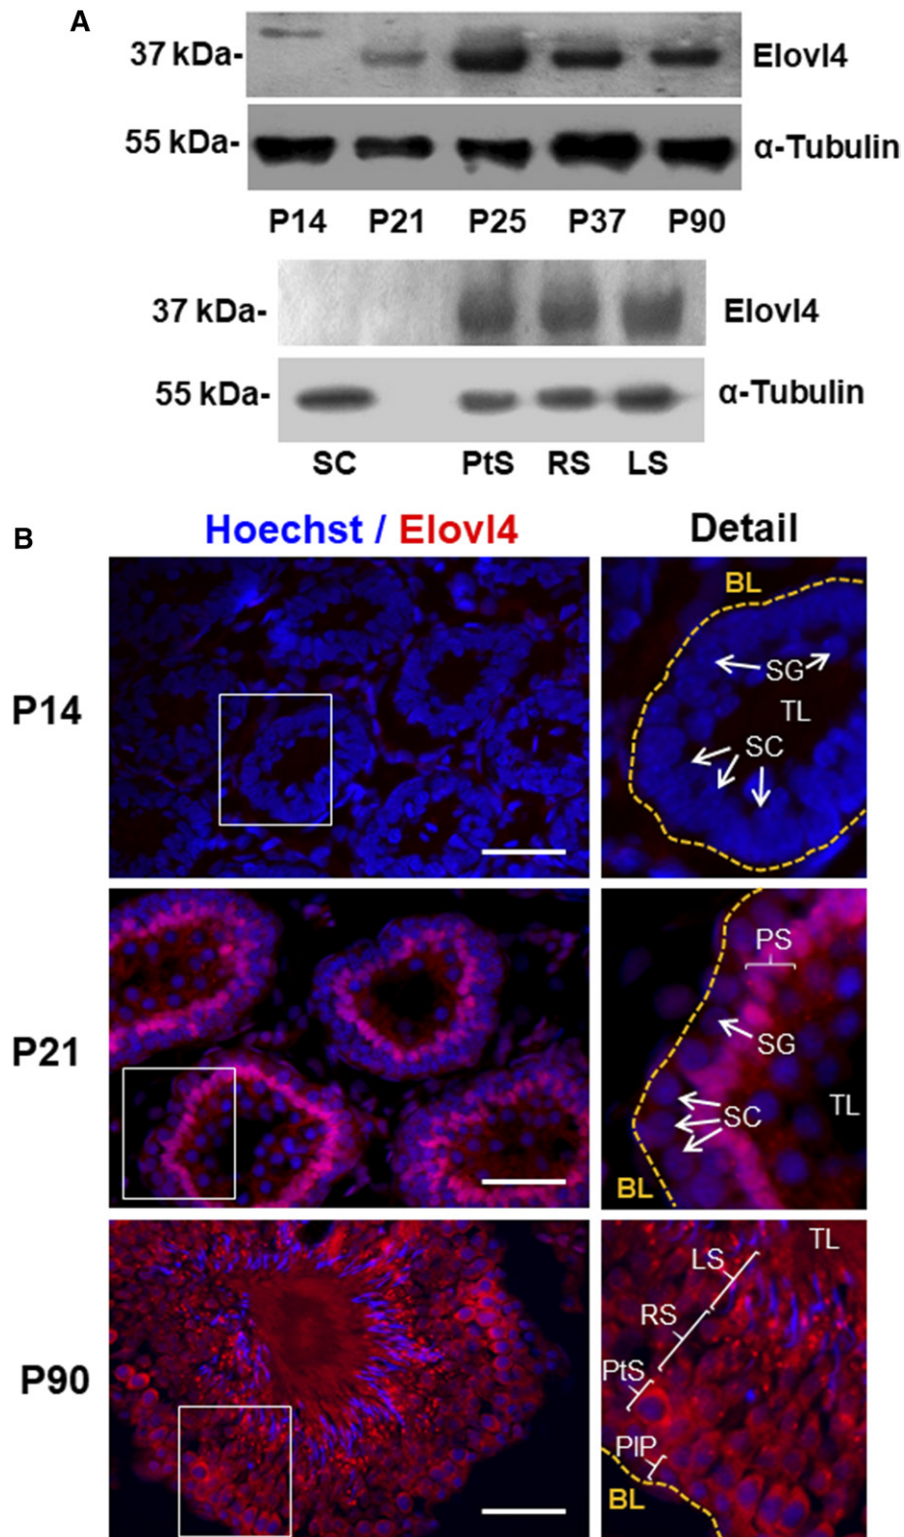 A
37 kDa- Elovl4
55 kDa- α-Tubulin
P14 P21 P25 P37 P90
37 kDa- Elovl4
55 kDa- α-Tubulin
SC PtS RS LS
B
Hoechst / Elovl4 Detail
P14
BL
SG
TL
SC
P21
PS
SG
TL
SC
BL
P90
TL
LS
RS
PtS
PlP
BL